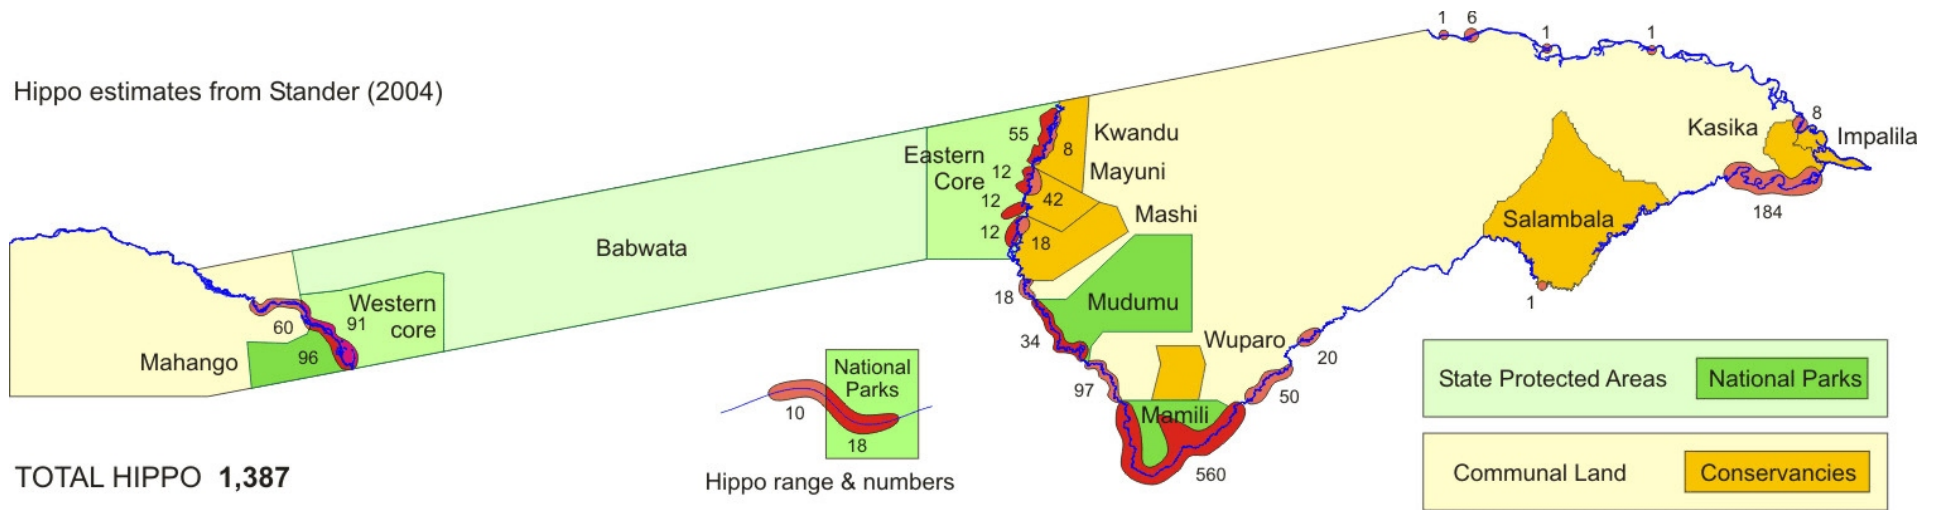 1
6
1
1
Hippo estimates from Stander (2004)
8
Kasika
Impalila
55
Kwandu
8
Eastern
Core
12
Mayuni
12
42
Mashi
184
Salambala
12
18
Babwata
18
Mudumu
1
Western
core
60
91
34
Wuparo
20
Mahango
96
National
Parks
10
18
97
50
Mamili
560
Hippo range & numbers
TOTAL HIPPO 1,387
State Protected Areas
National Parks
Communal Land
Conservancies